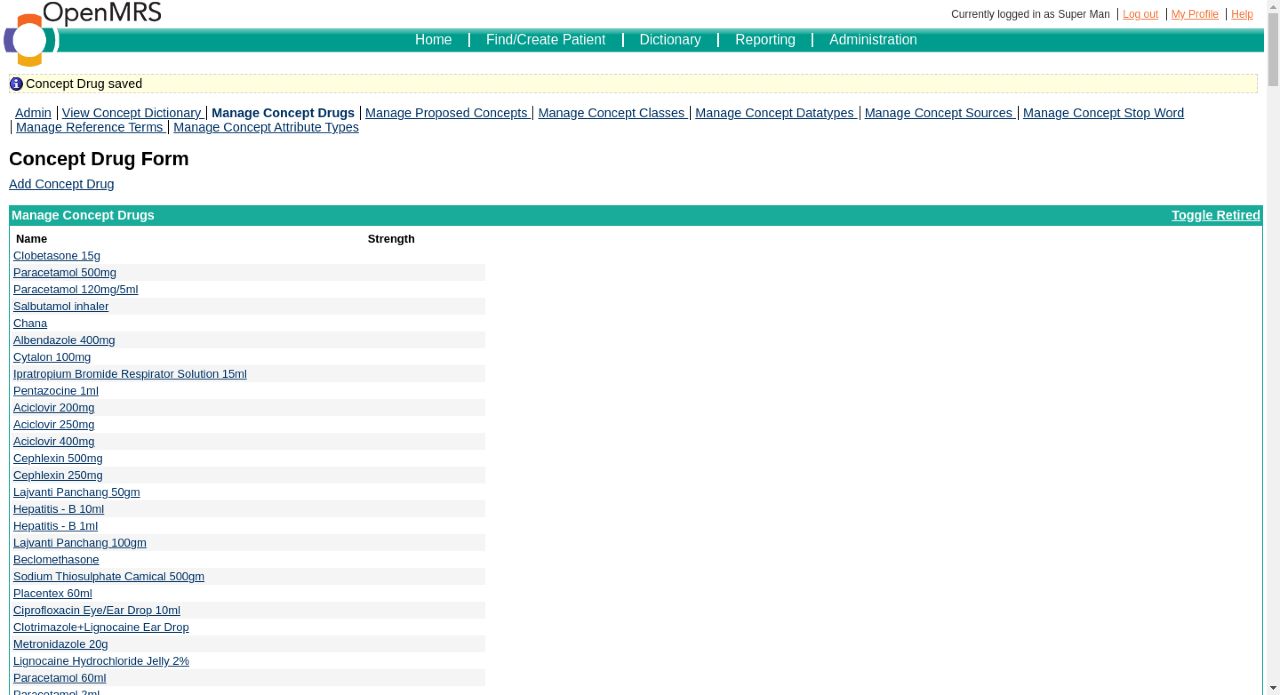 OpenMRS
Currently logged in as Super Man Log out My Profile Help
Home Find/Create Patient Dictionary Reporting Administration
Concept Drug saved
Admin View Concept Dictionary Manage Concept Drugs Manage Proposed Concepts Manage Concept Classes Manage Concept Datatypes Manage Concept Sources Manage Concept Stop Word
Manage Reference Terms Manage Concept Attribute Types
Concept Drug Form
Add Concept Drug
Manage Concept Drugs Toggle Retired
Name Strength
Clobetasone 15g
Paracetamol 500mg
Paracetamol 120mg/5ml
Salbutamol inhaler
Chana
Albendazole 400mg
Cytalon 100mg
Ipratropium Bromide Respirator Solution 15ml
Pentazocine 1ml
Aciclovir 200mg
Aciclovir 250mg
Aciclovir 400mg
Cephlexin 500mg
Cephlexin 250mg
Lajvanti Panchang 50gm
Hepatitis - B 10ml
Hepatitis - B 1ml
Lajvanti Panchang 100gm
Beclomethasone
Sodium Thiosulphate Camical 500gm
Placentex 60ml
Ciprofloxacin Eye/Ear Drop 10ml
Clotrimazole+Lignocaine Ear Drop
Metronidazole 20g
Lignocaine Hydrochloride Jelly 2%
Paracetamol 60ml
Paracetamol 2ml